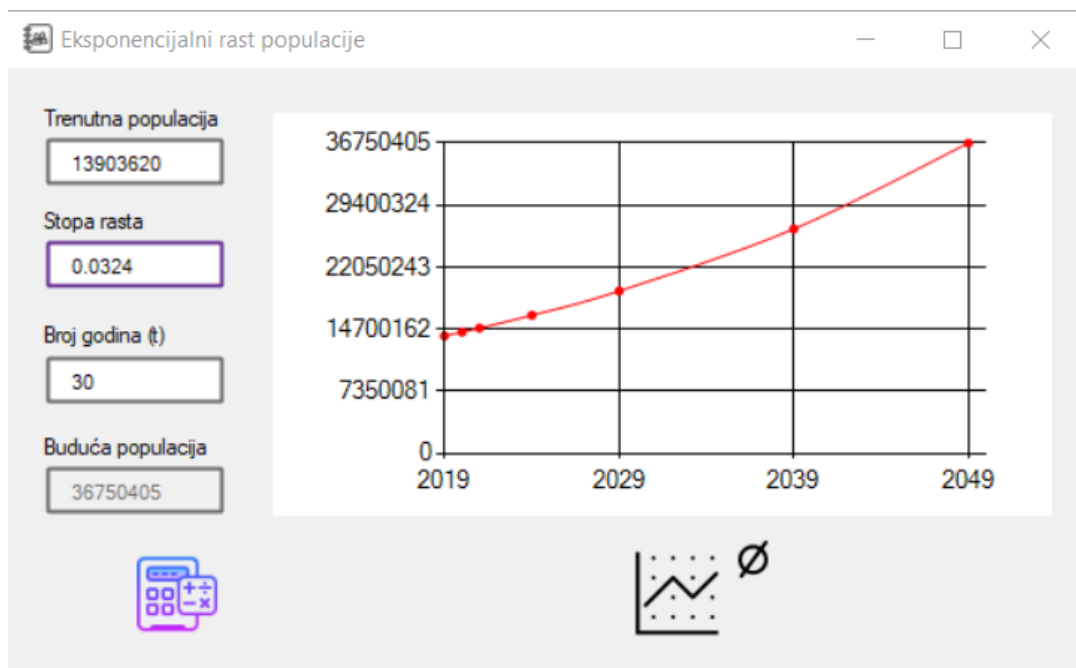 Eksponencijalni rast populacije
Trenutna populacija
13903620
Stopa rasta
0.0324
Broj godina (t)
30
Buduća populacija
36750405
36750405
29400324
22050243
14700162
7350081
0
2019 2029 2039 2049